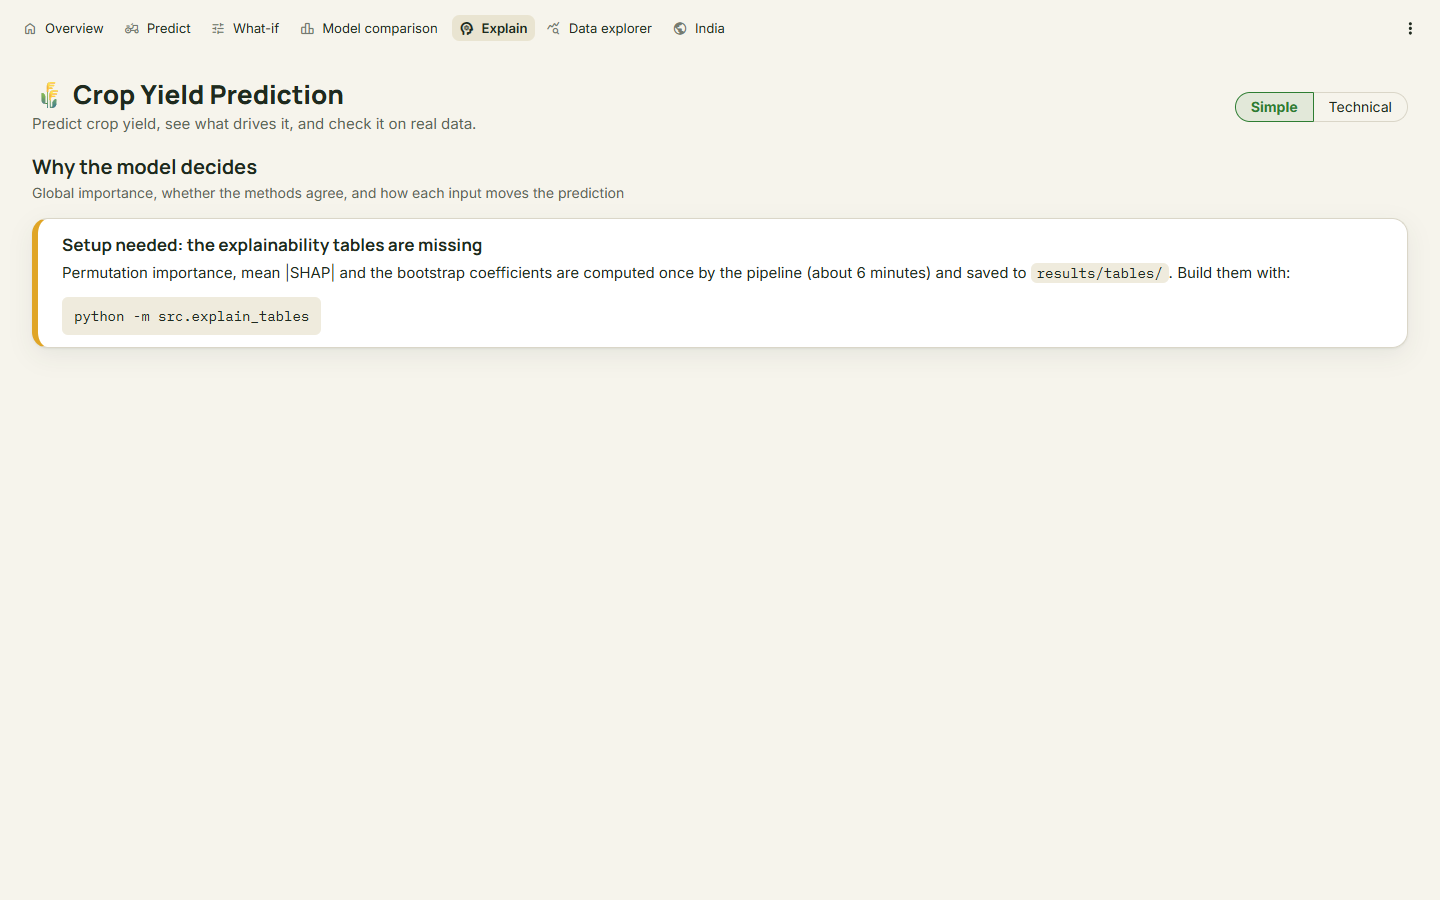 Overview Predict What-if Model comparison Explain Data explorer India
Crop Yield Prediction
Predict crop yield, see what drives it, and check it on real data.
Simple Technical
Why the model decides
Global importance, whether the methods agree, and how each input moves the prediction
Setup needed: the explainability tables are missing
Permutation importance, mean |SHAP| and the bootstrap coefficients are computed once by the pipeline (about 6 minutes) and saved to results/tables/ . Build them with:
python -m src.explain_tables